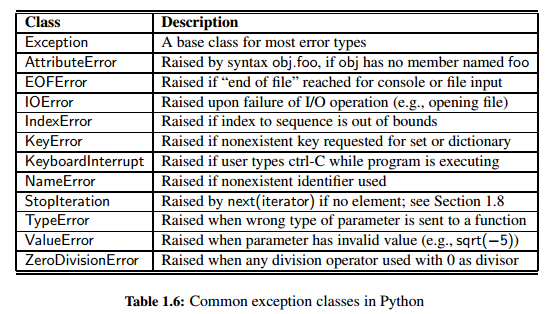 Class Description
Exception A base class for most error types
AttributeError Raised by syntax obj.foo, if obj has no member named foo
EOFError Raised if “end of file” reached for console or file input
IOError Raised upon failure of I/O operation (e.g., opening file)
IndexError Raised if index to sequence is out of bounds
KeyError Raised if nonexistent key requested for set or dictionary
KeyboardInterrupt Raised if user types ctrl-C while program is executing
NameError Raised if nonexistent identifier used
StopIteration Raised by next(iterator) if no element; see Section 1.8
TypeError Raised when wrong type of parameter is sent to a function
ValueError Raised when parameter has invalid value (e.g., sqrt(−5))
ZeroDivisionError Raised when any division operator used with 0 as divisor
Table 1.6: Common exception classes in Python